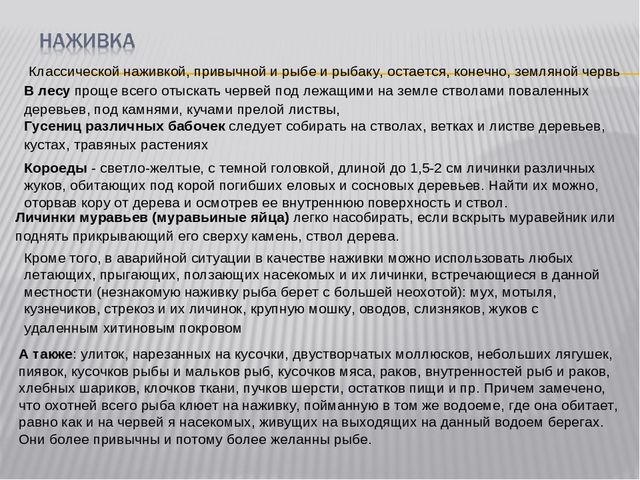 НАЖИВКА
Классической наживкой, привычной и рыбе и рыбаку, остается, конечно, земляной червь
В лесу проще всего отыскать червей под лежащими на земле стволами поваленных
деревьев, под камнями, кучами прелой листвы,
Гусениц различных бабочек следует собирать на стволах, ветках и листве деревьев,
кустах, травяных растениях
Короеды - светло-желтые, с темной головкой, длиной до 1,5-2 см личинки различных
жуков, обитающих под корой погибших еловых и сосновых деревьев. Найти их можно,
оторвав кору от дерева и осмотрев ее внутреннюю поверхность и ствол.
Личинки муравьев (муравьиные яйца) легко насобирать, если вскрыть муравейник или
поднять прикрывающий его сверху камень, ствол дерева.
Кроме того, в аварийной ситуации в качестве наживки можно использовать любых
летающих, прыгающих, ползающих насекомых и их личинки, встречающиеся в данной
местности (незнакомую наживку рыба берет с большей неохотой): мух, мотыля,
кузнечиков, стрекоз и их личинок, крупную мошку, оводов, слизняков, жуков с
удаленным хитиновым покровом
А также: улиток, нарезанных на кусочки, двустворчатых моллюсков, небольших лягушек,
пиявок, кусочков рыбы и мальков рыб, кусочков мяса, раков, внутренностей рыб и раков,
хлебных шариков, клочков ткани, пучков шерсти, остатков пищи и пр. Причем замечено,
что охотней всего рыба клюет на наживку, пойманную в том же водоеме, где она обитает,
равно как и на червей я насекомых, живущих на выходящих на данный водоем берегах.
Они более привычны и потому более желанны рыбе.